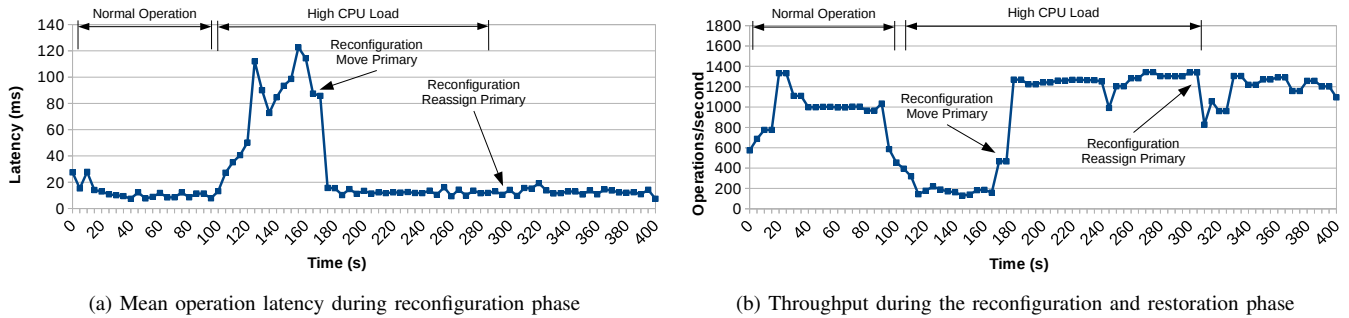 Normal Operation
High CPU Load
140
120
100
80
60
40
20
0
Latency (ms)
Reconfiguration
Move Primary
Reconfiguration
Reassign Primary
0 20 40 60 80 100 120 140 160 180 200 220 240 260 280 300 320 340 360 380 400
Time (s)
(a) Mean operation latency during reconfiguration phase
Normal Operation
High CPU Load
1800
1600
1400
1200
1000
800
600
400
200
0
Operations/second
Reconfiguration
Move Primary
Reconfiguration
Reassign Primary
0 20 40 60 80 100 120 140 160 180 200 220 240 260 280 300 320 340 360 380 400
Time (s)
(b) Throughput during the reconfiguration and restoration phase